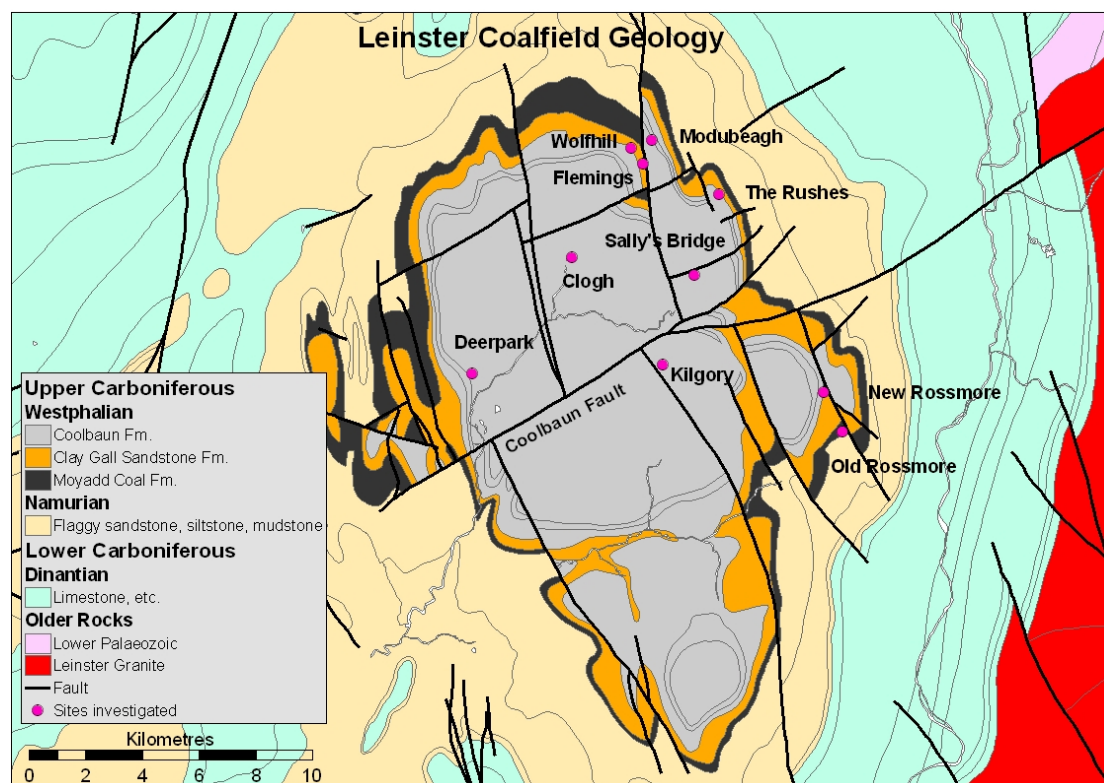 Leinster Coalfield Geology
Wolfhill
Modubeagh
Flemings
The Rushes
Sally's Bridge
Clogh
Deerpark
Kilgory
New Rossmore
Coolbaun Fault
Old Rossmore
Upper Carboniferous
Westphalian
Coolbaun Fm.
Clay Gall Sandstone Fm.
Moyadd Coal Fm.
Namurian
Flaggy sandstone, siltstone, mudstone
Lower Carboniferous
Dinantian
Limestone, etc.
Older Rocks
Lower Palaeozoic
Leinster Granite
Fault
Sites investigated
Kilometres
0 2 4 6 8 10